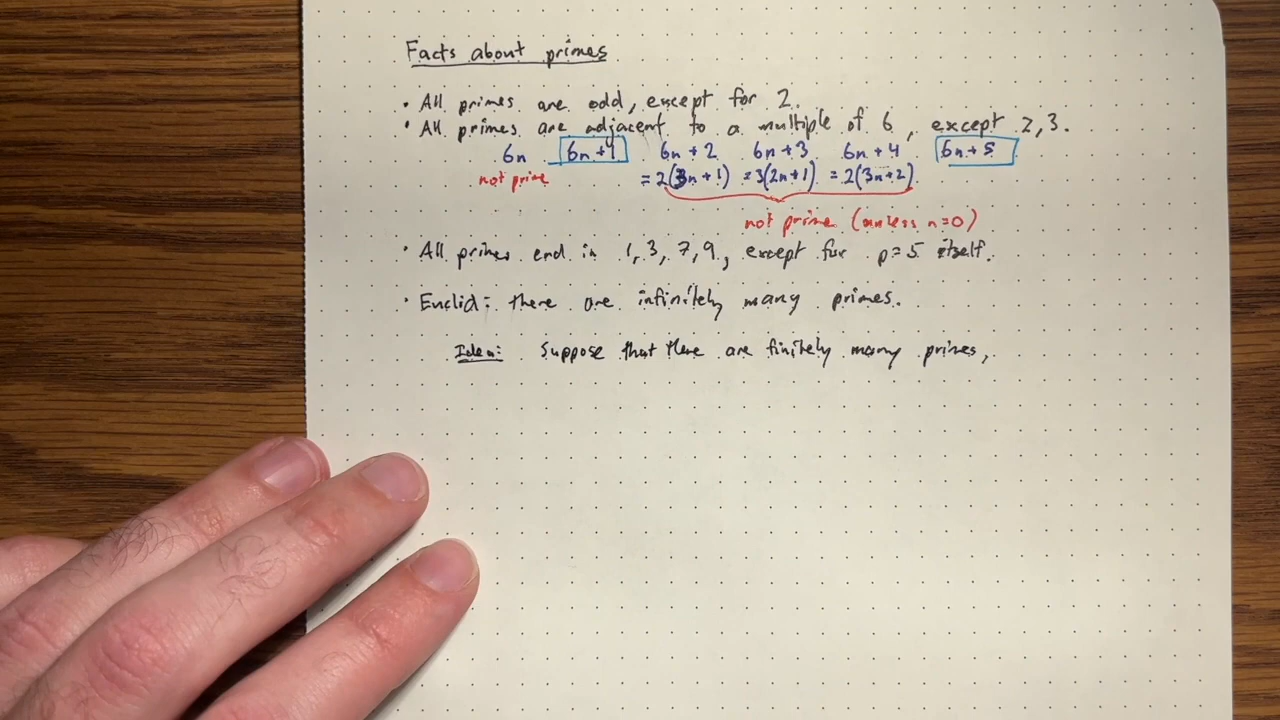 Facts about primes
• All primes are odd, except for 2.
• All primes are adjacent to a multiple of 6, except 2, 3.
6n 6n+1 6n+2 6n+3 6n+4 6n+5
not prime =2(3n+1) =3(2n+1) =2(3n+2)
not prime (unless n=0)
• All primes end in 1, 3, 7, 9, except for p=5 itself.
• Euclid: there are infinitely many primes.
Idea: Suppose that there are finitely many primes,